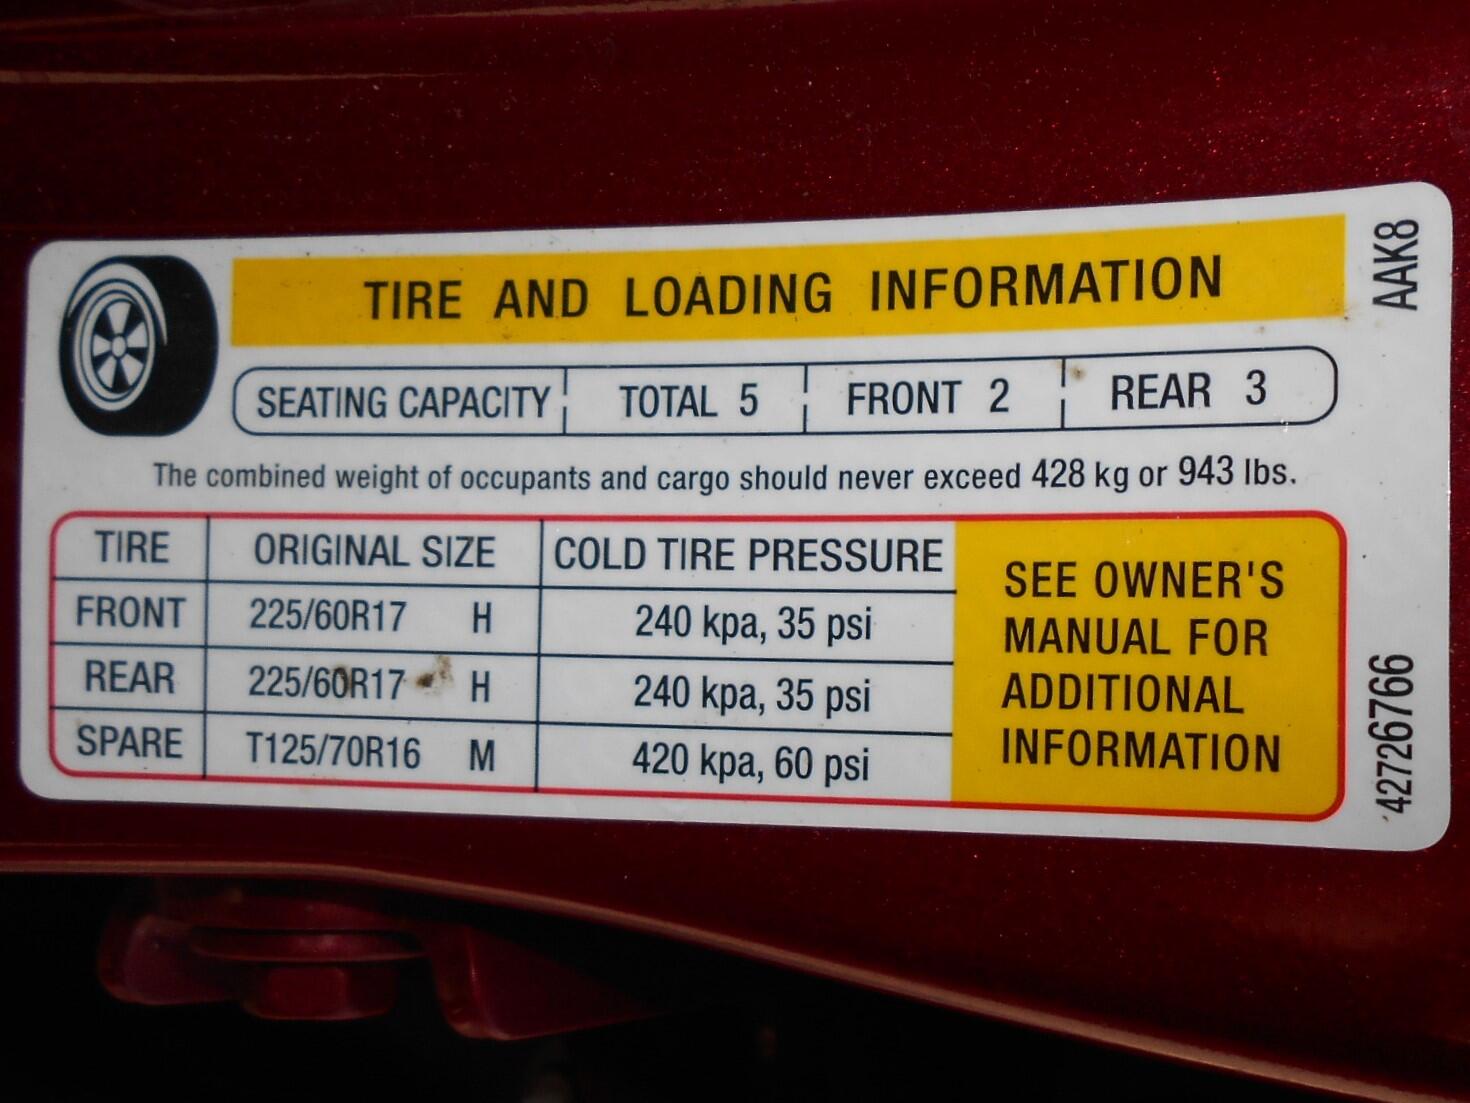 TIRE AND LOADING INFORMATION
AAK8
SEATING CAPACITY TOTAL 5 FRONT 2 REAR 3
The combined weight of occupants and cargo should never exceed 428 kg or 943 lbs.
TIRE ORIGINAL SIZE COLD TIRE PRESSURE
FRONT 225/60R17 H 240 kpa, 35 psi
REAR 225/60R17 H 240 kpa, 35 psi
SPARE T125/70R16 M 420 kpa, 60 psi
SEE OWNER'S
MANUAL FOR
ADDITIONAL
INFORMATION
427267​66